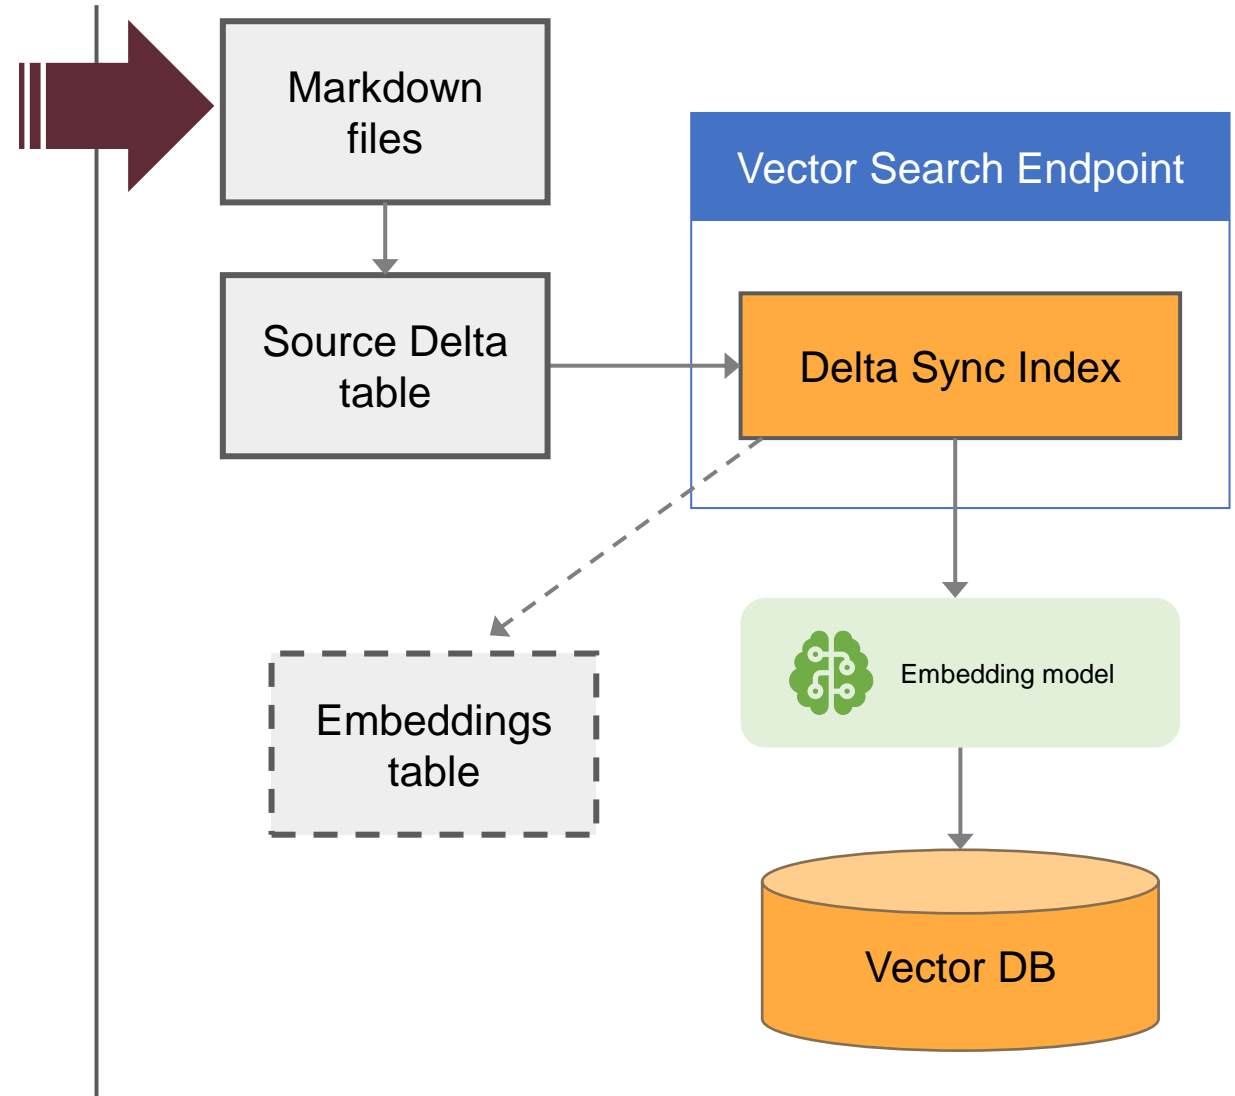 Markdown
files
Vector Search Endpoint
Source Delta
table
Delta Sync Index
Embedding model
Embeddings
table
Vector DB